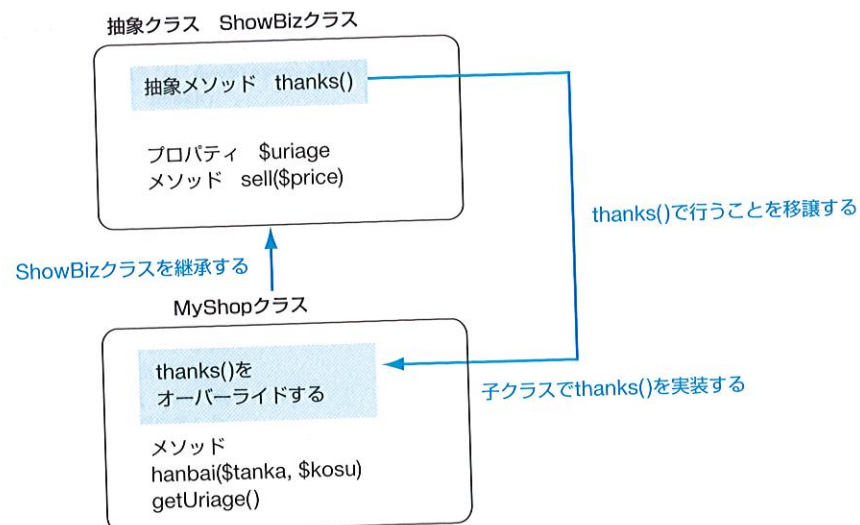 抽象クラス ShowBizクラス
抽象メソッド thanks()
プロパティ $uriage
メソッド sell($price)
thanks()で行うことを移譲する
ShowBizクラスを継承する
MyShopクラス
thanks()を
オーバーライドする
子クラスでthanks()を実装する
メソッド
hanbai($tanka, $kosu)
getUriage()